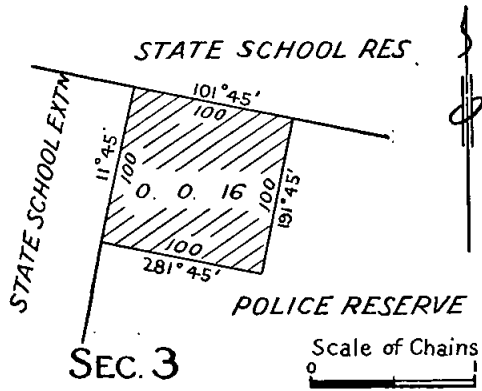 STATE SCHOOL RES.
101°45'
100
STATE SCHOOL EXTN
11°45'
100
0. 0. 16
100
191°45'
100
281°45'
POLICE RESERVE
SEC. 3
Scale of Chains
0 1